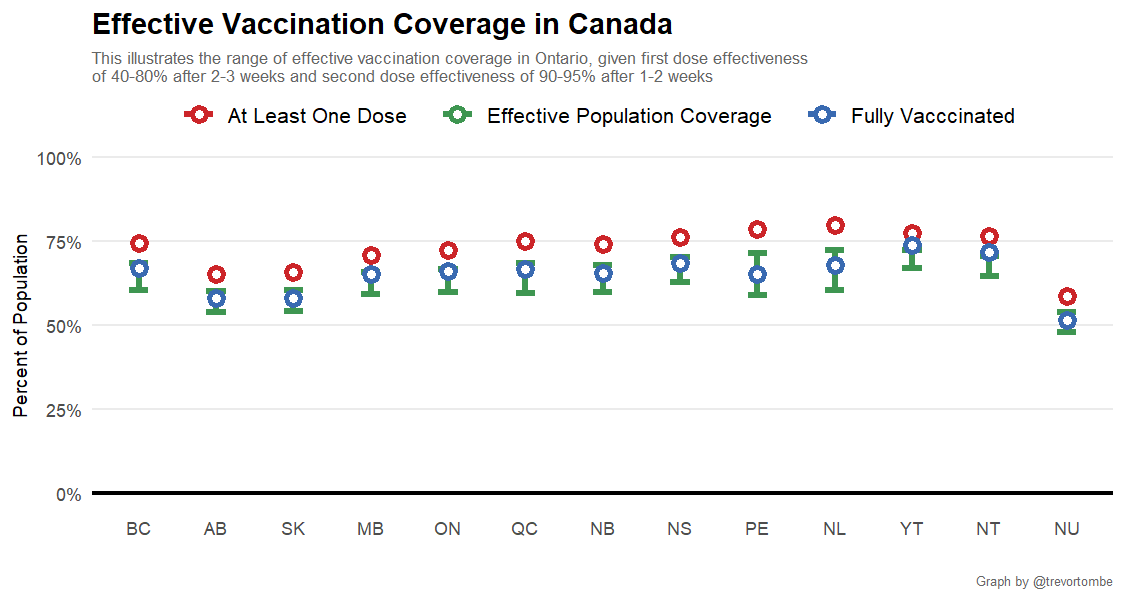 Effective Vaccination Coverage in Canada
This illustrates the range of effective vaccination coverage in Ontario, given first dose effectiveness
of 40-80% after 2-3 weeks and second dose effectiveness of 90-95% after 1-2 weeks
At Least One Dose Effective Population Coverage Fully Vacccinated
Percent of Population
100%
75%
50%
25%
0%
BC AB SK MB ON QC NB NS PE NL YT NT NU
Graph by @trevortombe